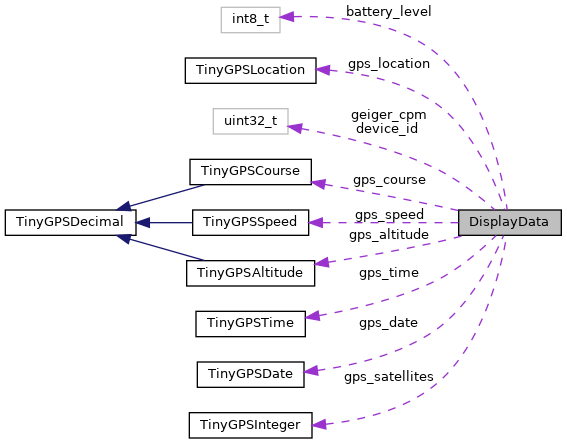 battery_level
int8_t
gps_location
TinyGPSLocation
geiger_cpm
device_id
uint32_t
TinyGPSCourse
gps_course
TinyGPSDecimal
TinyGPSSpeed
gps_speed
DisplayData
gps_altitude
TinyGPSAltitude
gps_time
TinyGPSTime
gps_date
TinyGPSDate
gps_satellites
TinyGPSInteger